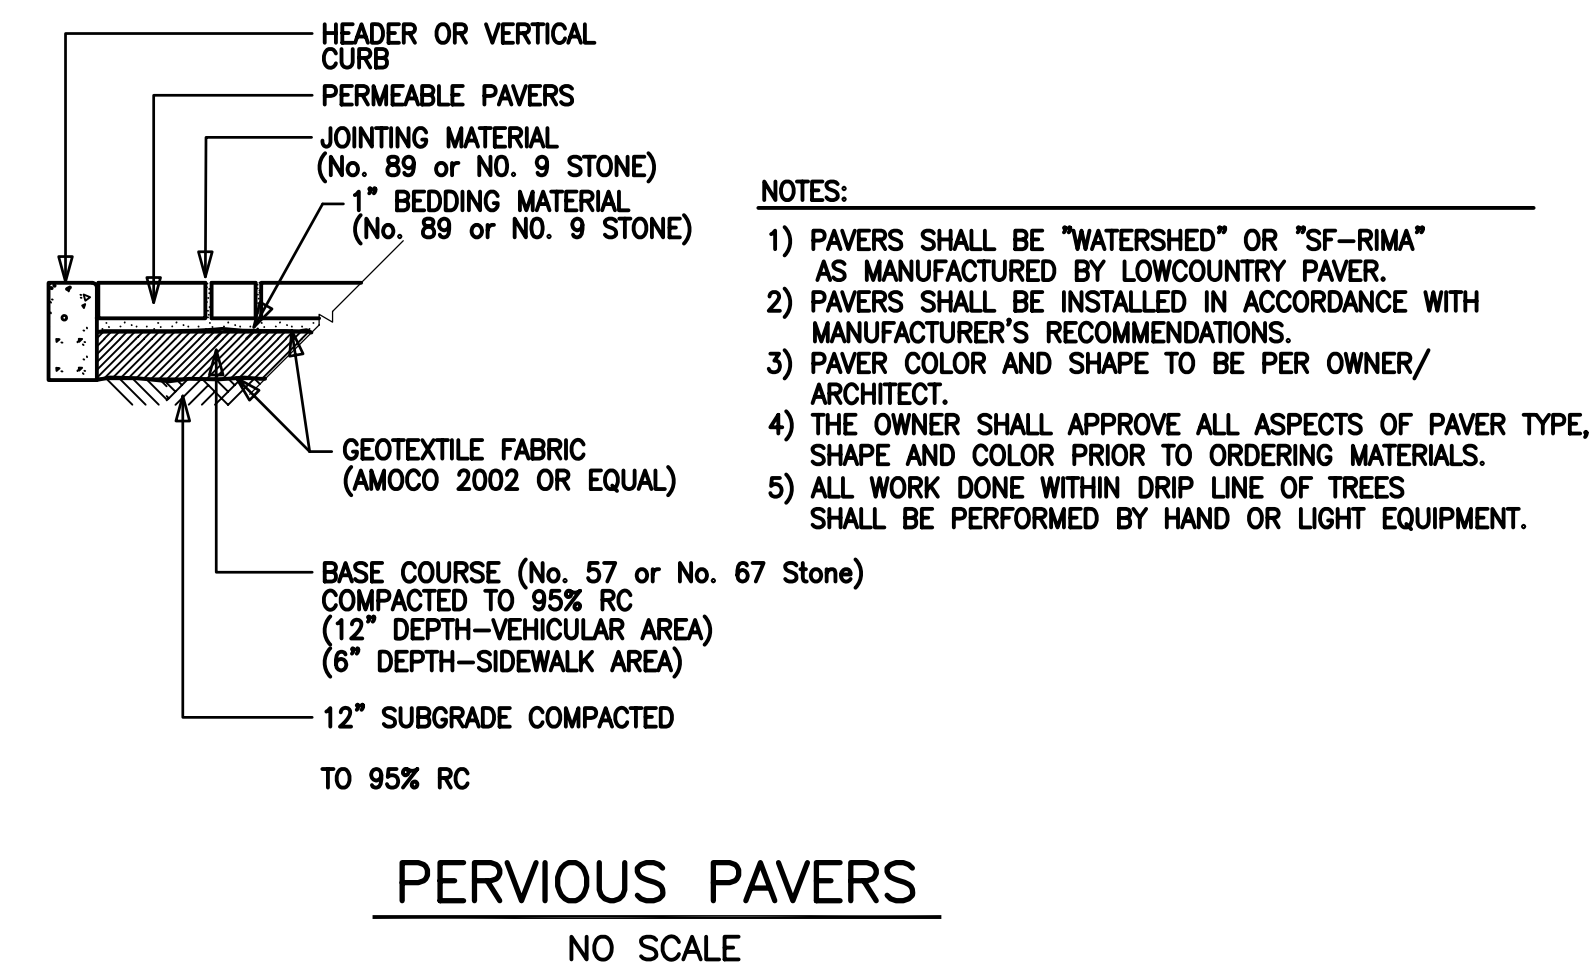 HEADER OR VERTICAL
CURB
PERMEABLE PAVERS
JOINTING MATERIAL
(No. 89 or NO. 9 STONE)
1" BEDDING MATERIAL
(No. 89 or NO. 9 STONE)
GEOTEXTILE FABRIC
(AMOCO 2002 OR EQUAL)
BASE COURSE (No. 57 or No. 67 Stone)
COMPACTED TO 95% RC
(12" DEPTH-VEHICULAR AREA)
(6" DEPTH-SIDEWALK AREA)
12" SUBGRADE COMPACTED
TO 95% RC
NOTES:
1) PAVERS SHALL BE "WATERSHED" OR "SF-RIMA"
AS MANUFACTURED BY LOWCOUNTRY PAVER.
2) PAVERS SHALL BE INSTALLED IN ACCORDANCE WITH
MANUFACTURER'S RECOMMENDATIONS.
3) PAVER COLOR AND SHAPE TO BE PER OWNER/
ARCHITECT.
4) THE OWNER SHALL APPROVE ALL ASPECTS OF PAVER TYPE,
SHAPE AND COLOR PRIOR TO ORDERING MATERIALS.
5) ALL WORK DONE WITHIN DRIP LINE OF TREES
SHALL BE PERFORMED BY HAND OR LIGHT EQUIPMENT.
PERVIOUS PAVERS
NO SCALE